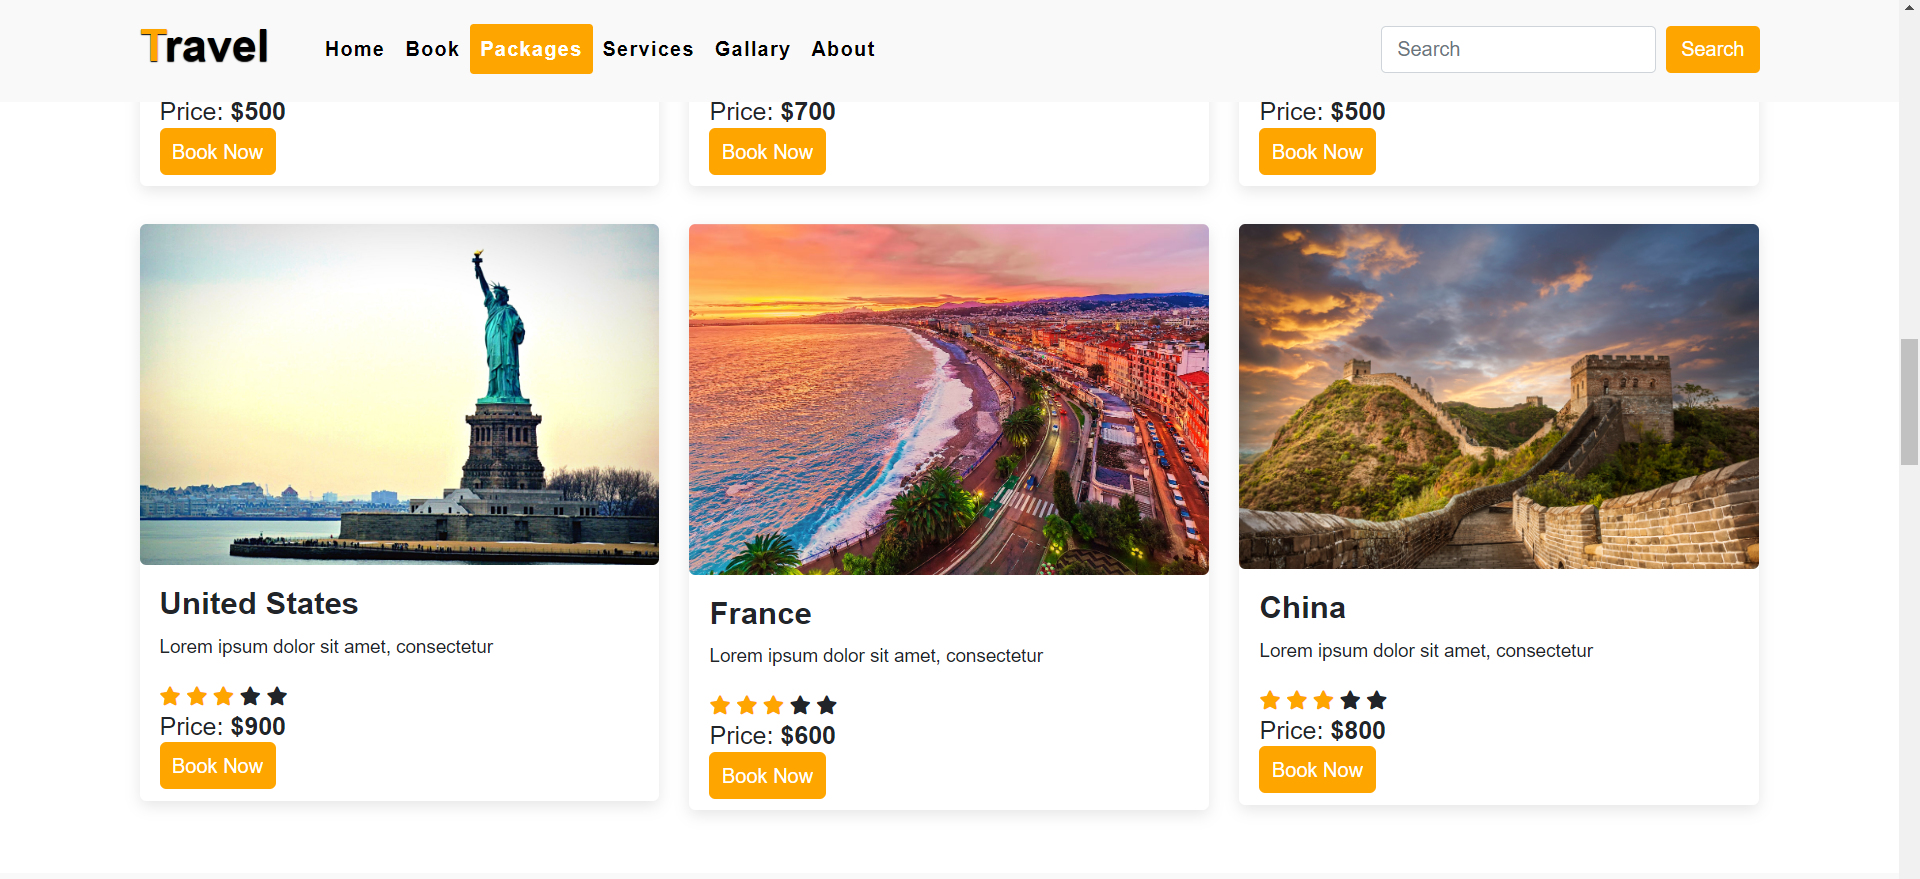 Travel
Home Book Packages Services Gallary About
Search
Search
Price: $500
Book Now
Price: $700
Book Now
Price: $500
Book Now
United States
Lorem ipsum dolor sit amet, consectetur
Price: $900
Book Now
France
Lorem ipsum dolor sit amet, consectetur
Price: $600
Book Now
China
Lorem ipsum dolor sit amet, consectetur
Price: $800
Book Now